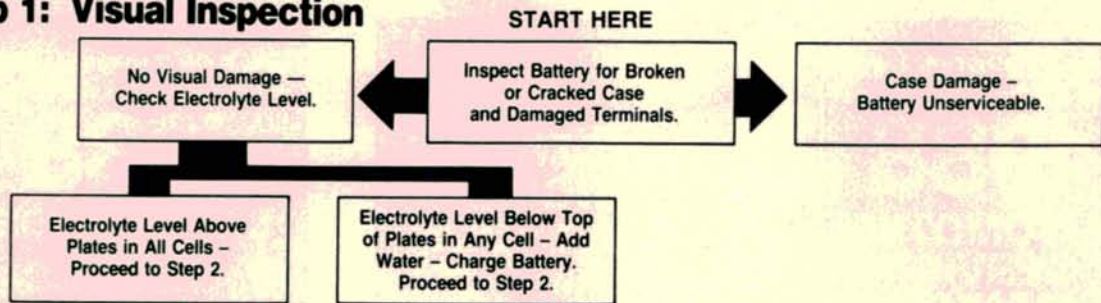 1: Visual Inspection
START HERE
No Visual Damage —
Check Electrolyte Level.
Inspect Battery for Broken
or Cracked Case
and Damaged Terminals.
Case Damage –
Battery Unserviceable.
Electrolyte Level Above
Plates in All Cells –
Proceed to Step 2.
Electrolyte Level Below Top
of Plates in Any Cell – Add
Water – Charge Battery.
Proceed to Step 2.